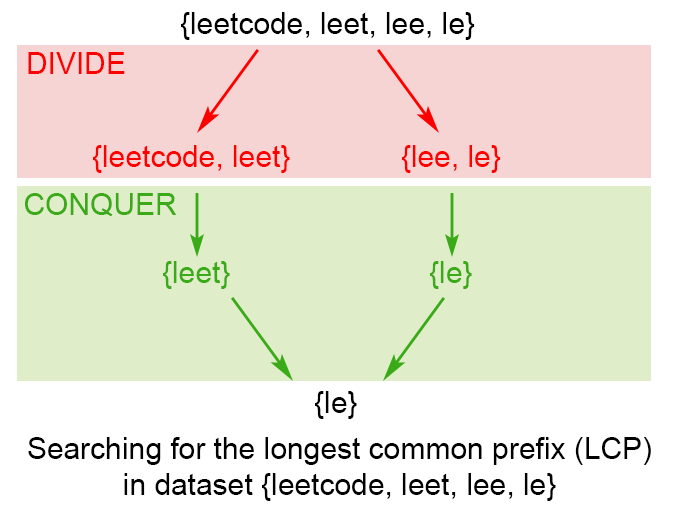 {leetcode, leet, lee, le}
DIVIDE
{leetcode, leet} {lee, le}
CONQUER
{leet} {le}
{le}
Searching for the longest common prefix (LCP)
in dataset {leetcode, leet, lee, le}